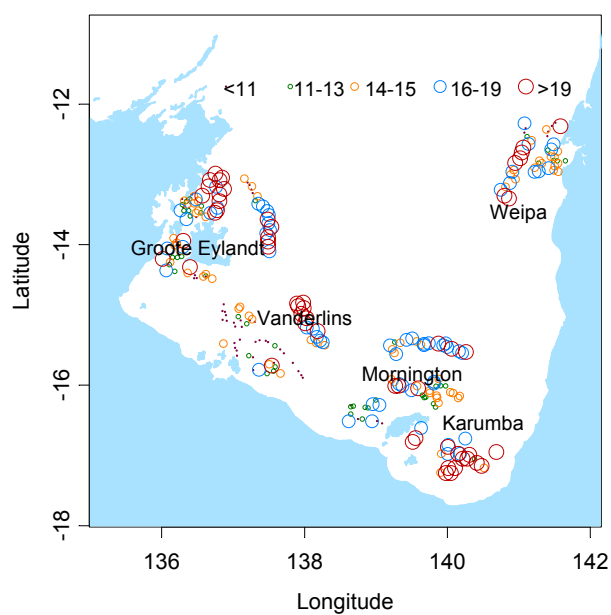 <11 11-13 14-15 16-19 >19
-12
Weipa
-14
Groote Eylandt
Latitude
Vanderlins
-16
Mornington
Karumba
-18
136 138 140 142
Longitude